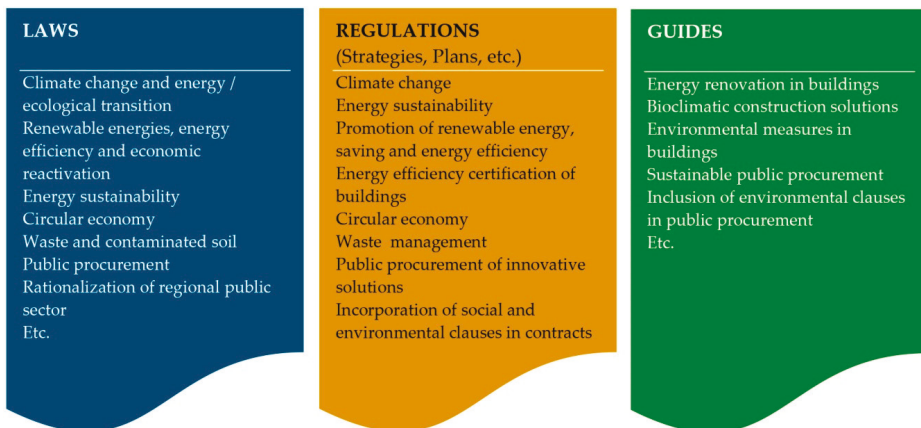 LAWS
Climate change and energy /
ecological transition
Renewable energies, energy
efficiency and economic
reactivation
Energy sustainability
Circular economy
Waste and contaminated soil
Public procurement
Rationalization of regional public
sector
Etc.
REGULATIONS
(Strategies, Plans, etc.)
Climate change
Energy sustainability
Promotion of renewable energy,
saving and energy efficiency
Energy efficiency certification of
buildings
Circular economy
Waste management
Public procurement of innovative
solutions
Incorporation of social and
environmental clauses in contracts
GUIDES
Energy renovation in buildings
Bioclimatic construction solutions
Environmental measures in
buildings
Sustainable public procurement
Inclusion of environmental clauses
in public procurement
Etc.